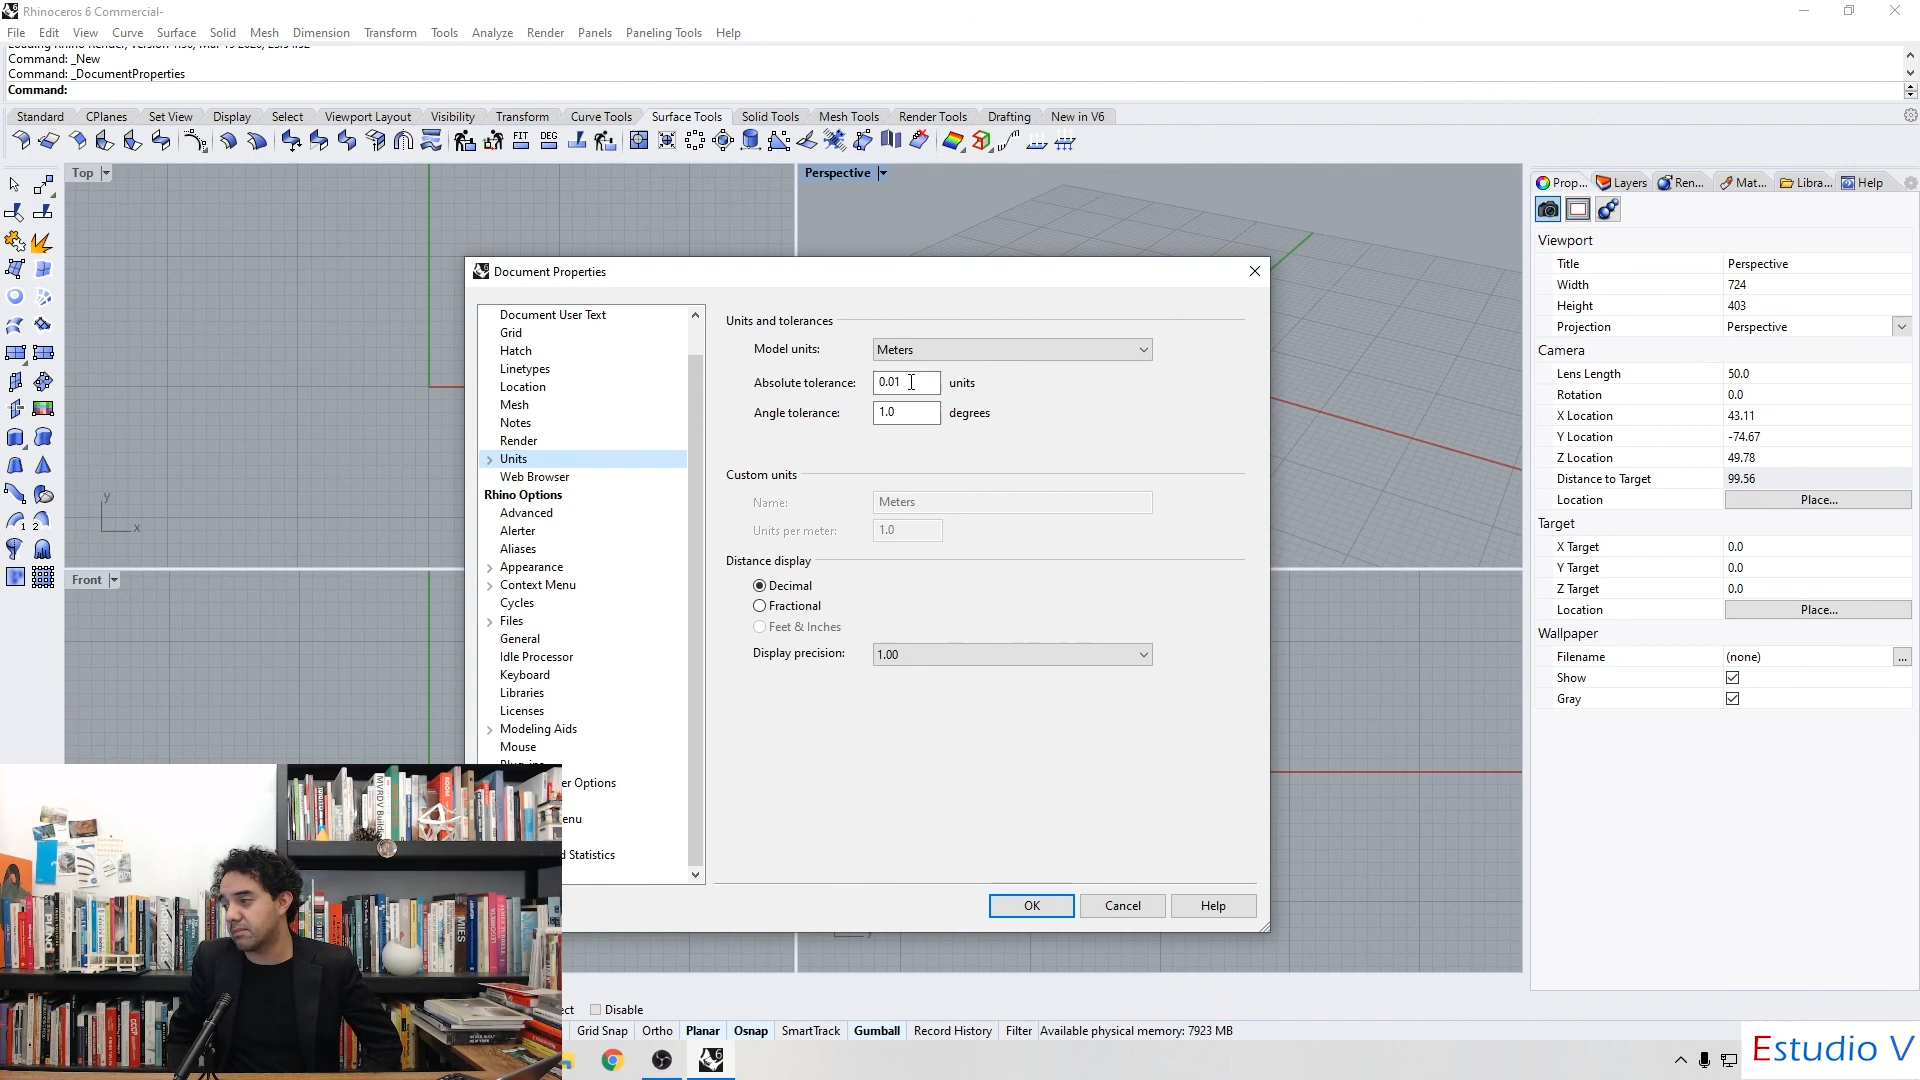 Rhinoceros 6 Commercial-
File Edit View Curve Surface Solid Mesh Dimension Transform Tools Analyze Render Panels Paneling Tools Help
Command: _New
Command: _DocumentProperties
Command:
Standard CPlanes Set View Display Select Viewport Layout Visibility Transform Curve Tools Surface Tools Solid Tools Mesh Tools Render Tools Drafting New in V6
FIT DEG
Top
Perspective
Prop... Layers Ren... Mat... Libra... Help
Viewport
Title Perspective
Width 724
Height 403
Projection Perspective
Camera
Lens Length 50.0
Rotation 0.0
X Location 43.11
Y Location -74.67
Z Location 49.78
Distance to Target 99.56
Location Place...
Target
X Target 0.0
Y Target 0.0
Z Target 0.0
Location Place...
Wallpaper
Filename (none) ...
Show
Gray
Document Properties
Document User Text
Grid
Hatch
Linetypes
Location
Mesh
Notes
Render
Units
Web Browser
Rhino Options
Advanced
Alerter
Aliases
Appearance
Context Menu
Cycles
Files
General
Idle Processor
Keyboard
Libraries
Licenses
Modeling Aids
Mouse
er Options
enu
d Statistics
Units and tolerances
Model units: Meters
Absolute tolerance: 0.01 units
Angle tolerance: 1.0 degrees
Custom units
Name: Meters
Units per meter: 1.0
Distance display
Decimal
Fractional
Feet & Inches
Display precision: 1.00
OK Cancel Help
y
x
Front
MVRDV
MIES
ect Disable
Grid Snap Ortho Planar Osnap SmartTrack Gumball Record History Filter Available physical memory: 7923 MB
Estudio V